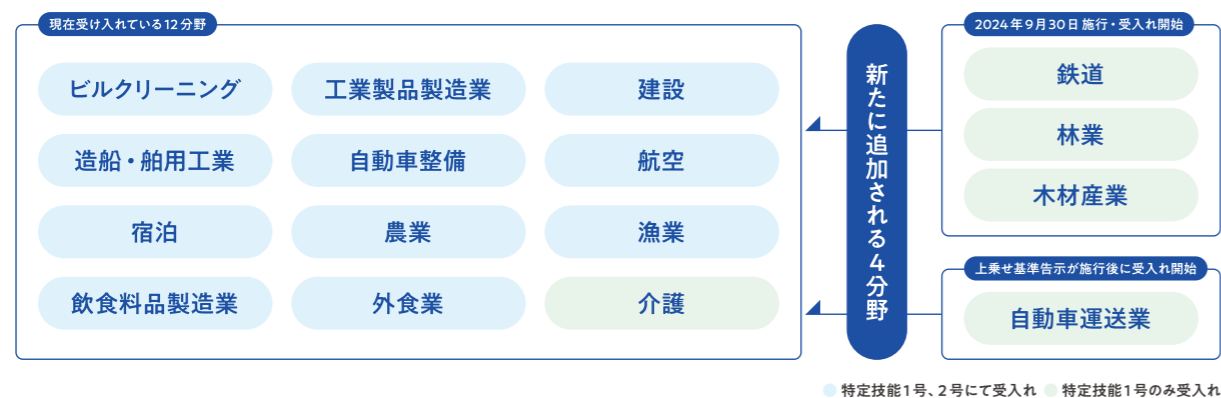 現在受け入れている12分野
ビルクリーニング
工業製品製造業
建設
造船・舶用工業
自動車整備
航空
宿泊
農業
漁業
飲食料品製造業
外食業
介護
新たに追加される4分野
2024年9月30日 施行・受入れ開始
鉄道
林業
木材産業
上乗せ基準告示が施行後に受入れ開始
自動車運送業
特定技能1号、2号にて受入れ
特定技能1号のみ受入れ